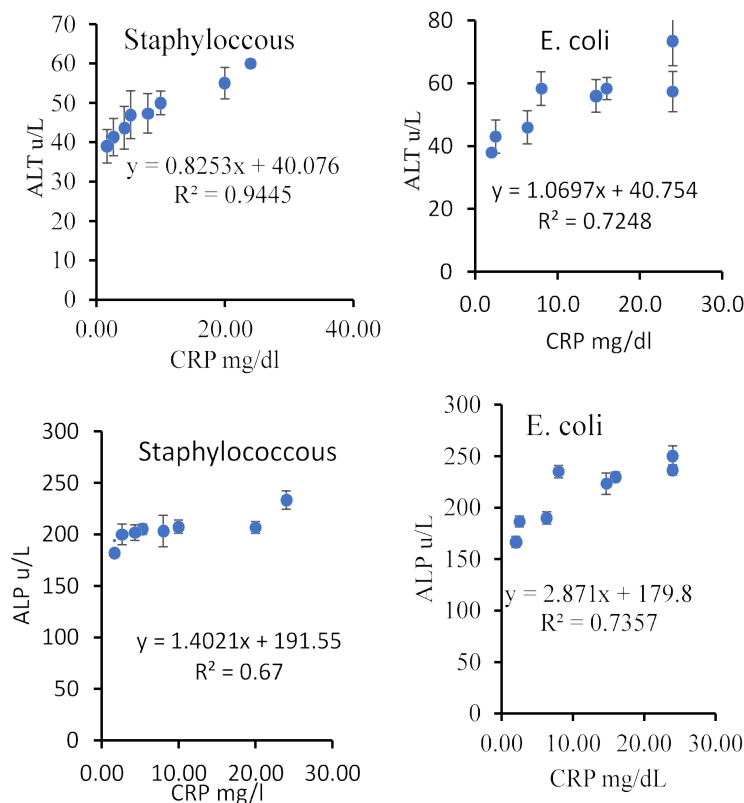 Staphyloccous
70
60
50
40
30
20
10
0
ALT u/L
y = 0.8253x + 40.076
R² = 0.9445
0.00 20.00 40.00
CRP mg/dl
E. coli
80
60
40
20
0
ALT u/L
y = 1.0697x + 40.754
R² = 0.7248
0.0 10.0 20.0 30.0
CRP mg/dl
Staphylococcous
300
250
200
150
100
50
0
ALP u/L
y = 1.4021x + 191.55
R² = 0.67
0.00 10.00 20.00 30.00
CRP mg/l
E. coli
300
250
200
150
100
50
0
ALP u/L
y = 2.871x + 179.8
R² = 0.7357
0.00 10.00 20.00 30.00
CRP mg/dL